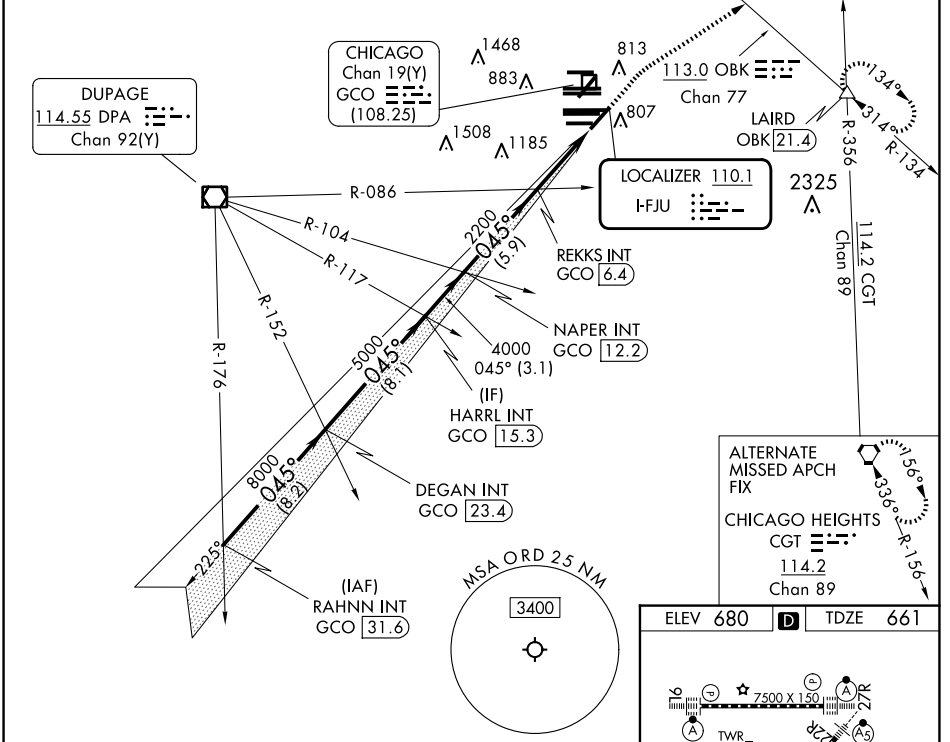 CHICAGO
Chan 19(Y)
GCO
(108.25)
DUPAGE
114.55 DPA
Chan 92(Y)
1468
883
813
807
1508
1185
113.0 OBK
Chan 77
LAIRD
OBK 21.4
134°
314°
R-134
R-356
2325
114.2 CGT
Chan 89
LOCALIZER 110.1
I-FJU
R-086
R-104
R-117
R-152
R-176
2200
045°
(5.9)
REKKS INT
GCO 6.4
NAPER INT
GCO 12.2
4000
045° (3.1)
5000
045°
(8.1)
(IF)
HARRL INT
GCO 15.3
8000
045°
(8.2)
DEGAN INT
GCO 23.4
225°
(IAF)
RAHNN INT
GCO 31.6
MSA ORD 25 NM
3400
ALTERNATE
MISSED APCH
FIX
CHICAGO HEIGHTS
CGT
114.2
Chan 89
156°
336°
R-156
ELEV 680 D TDZE 661
9L
P
7500 X 150
P
A
27R
A
TWR
22R
A5